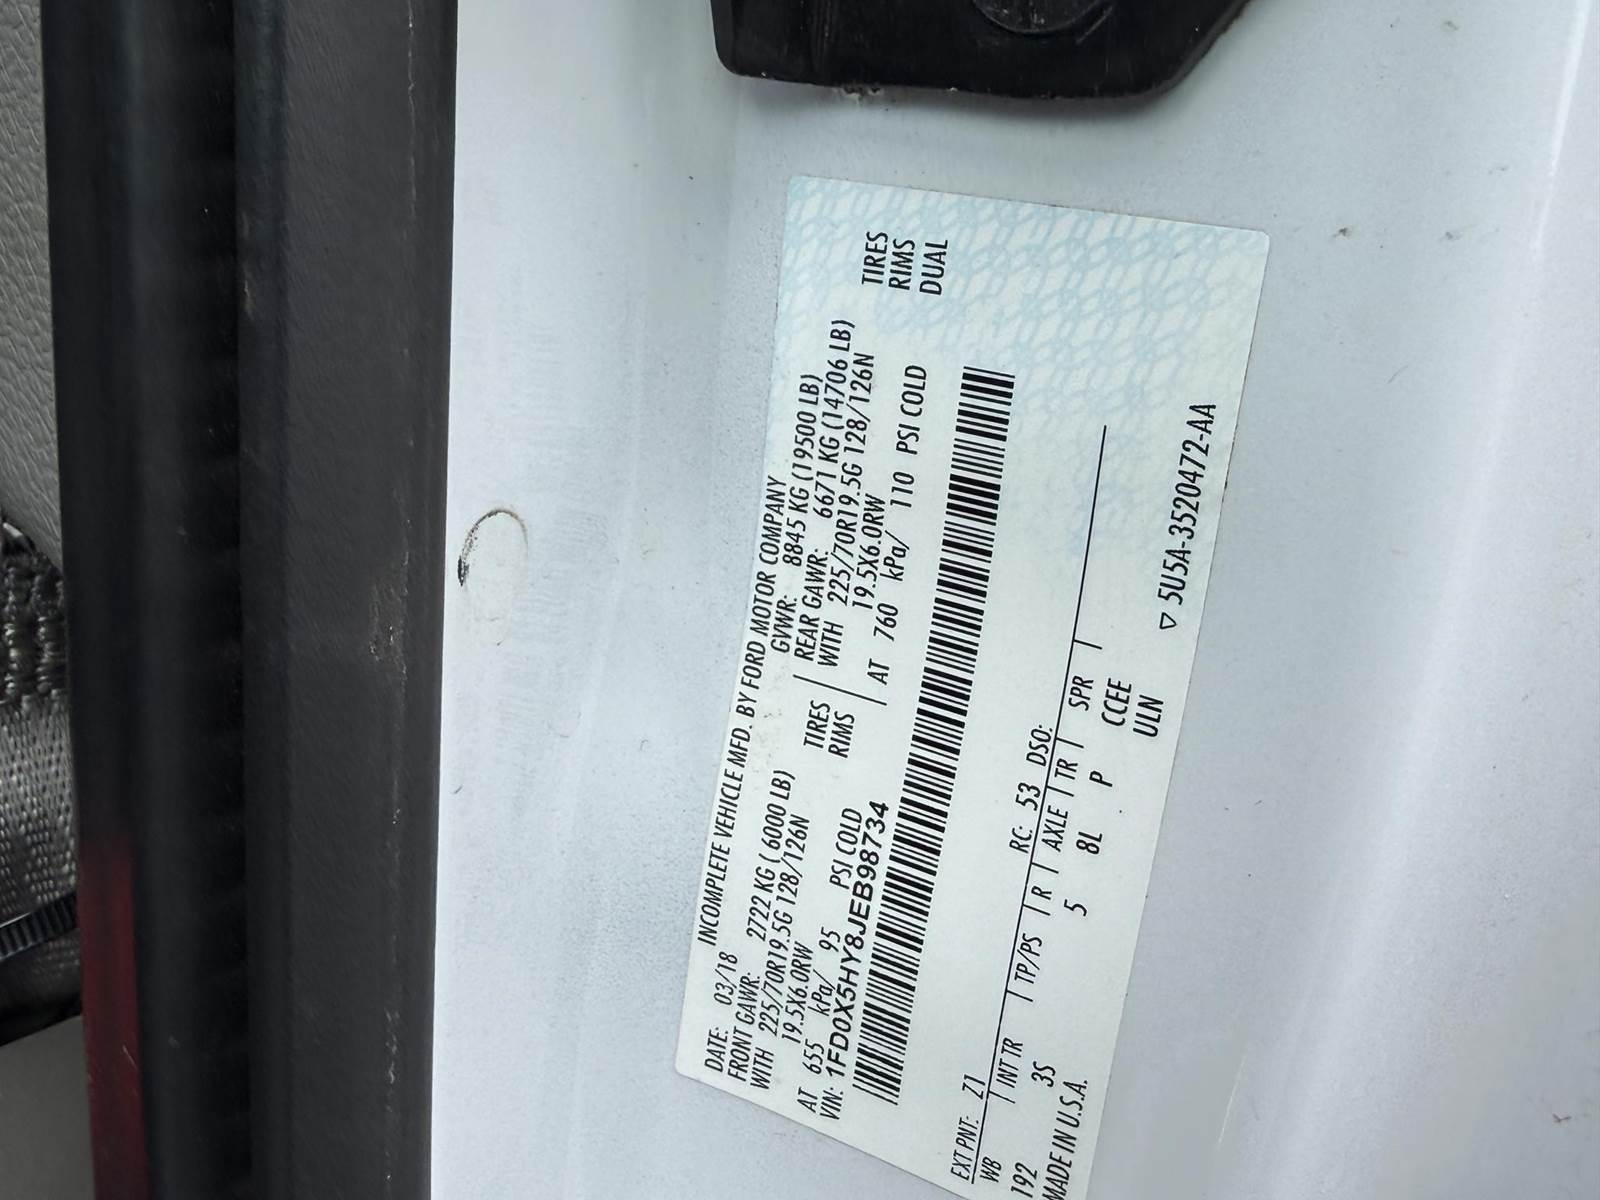 DATE: 03/18 INCOMPLETE VEHICLE MFD. BY FORD MOTOR COMPANY
GVWR: 8845 KG (19500 LB)
FRONT GAWR: 2722 KG (6000 LB) REAR GAWR: 6671 KG (14706 LB)
WITH 225/70R19.5G 128/126N TIRES WITH 225/70R19.5G 128/126N TIRES
19.5X6.0RW RIMS 19.5X6.0RW RIMS
AT 655 kPa/ 95 PSI COLD AT 760 kPa/ 110 PSI COLD DUAL
VIN: 1FD0X5HY8JEB98734
EXT PNT: Z1 RC: 53 DSO:
WB INT TR TP/PS R AXLE TR SPR
192 3S 5 8L P CCEE
MADE IN U.S.A. ULN
▽ 5U5A-3520472-AA